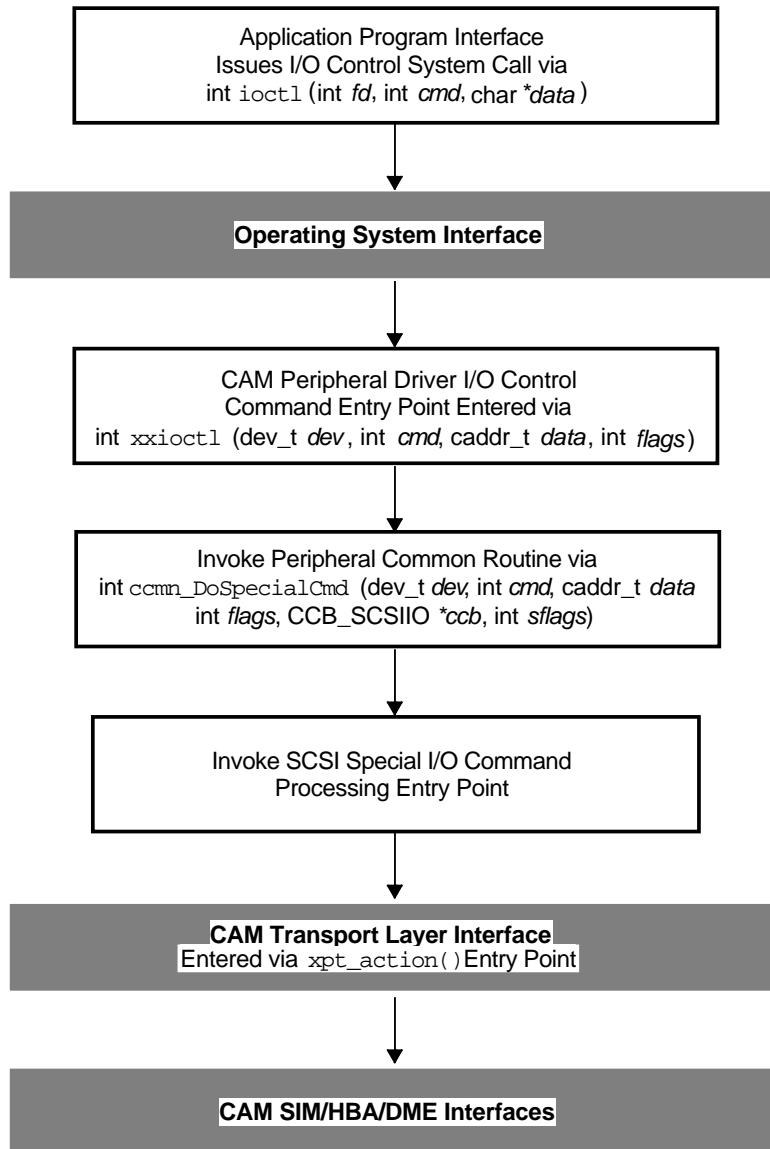 Application Program Interface
Issues I/O Control System Call via
int ioctl (int fd, int cmd, char *data)
Operating System Interface
CAM Peripheral Driver I/O Control
Command Entry Point Entered via
int xxioctl (dev_t dev, int cmd, caddr_t data, int flags)
Invoke Peripheral Common Routine via
int ccmn_DoSpecialCmd (dev_t dev, int cmd, caddr_t data
int flags, CCB_SCSIIO *ccb, int sflags)
Invoke SCSI Special I/O Command
Processing Entry Point
CAM Transport Layer Interface
Entered via xpt_action() Entry Point
CAM SIM/HBA/DME Interfaces